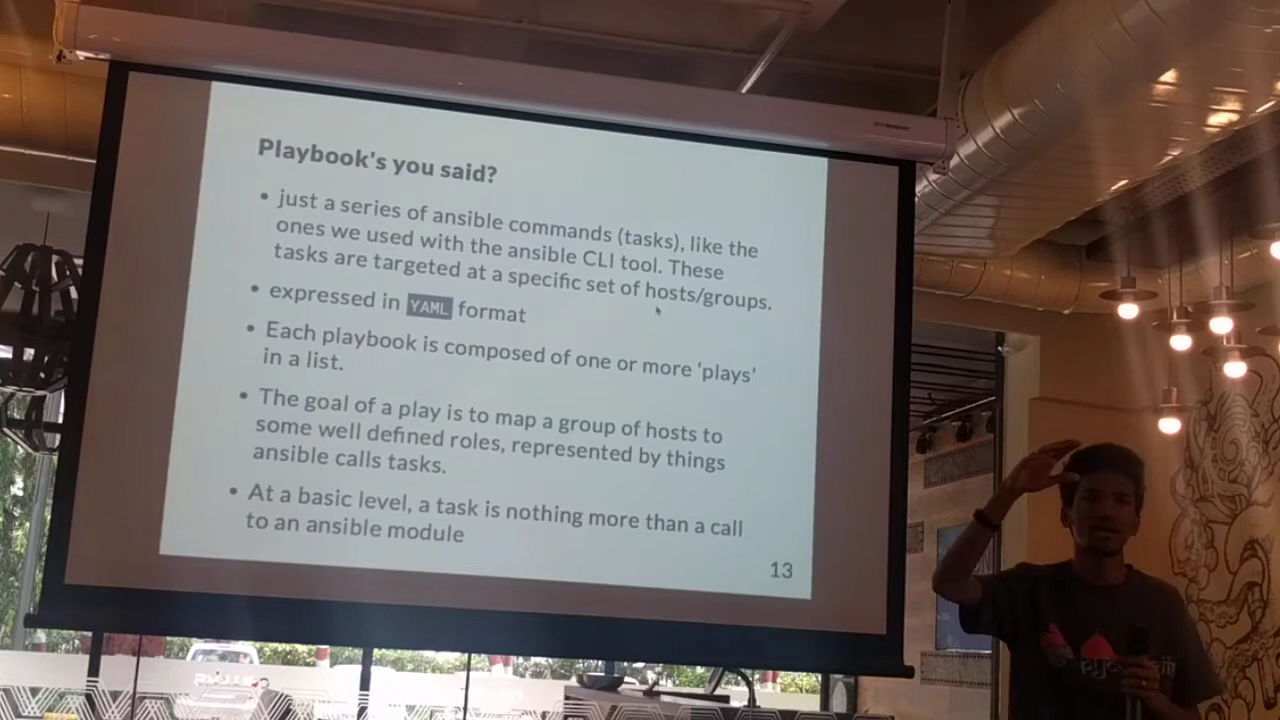 Playbook's you said?
• just a series of ansible commands (tasks), like the
ones we used with the ansible CLI tool. These
tasks are targeted at a specific set of hosts/groups.
• expressed in YAML format
• Each playbook is composed of one or more 'plays'
in a list.
• The goal of a play is to map a group of hosts to
some well defined roles, represented by things
ansible calls tasks.
• At a basic level, a task is nothing more than a call
to an ansible module
13